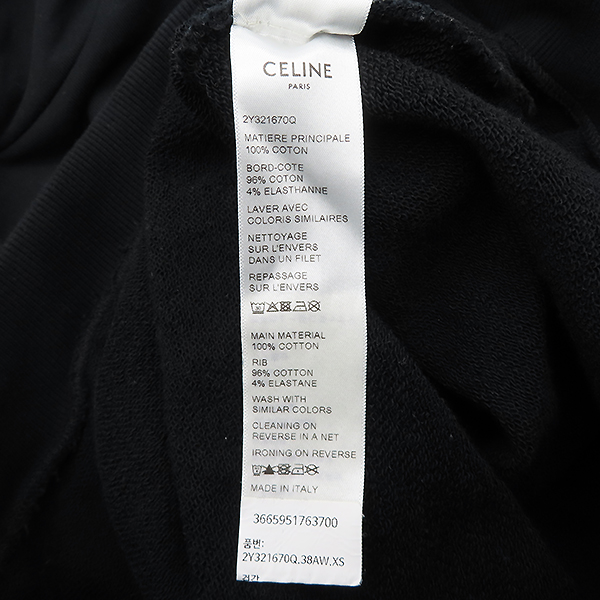 CELINE
PARIS
2Y321670Q
MATIERE PRINCIPALE
100% COTON
BORD-COTE
96% COTON
4% ELASTHANNE
LAVER AVEC
COLORIS SIMILAIRES
NETTOYAGE
SUR L'ENVERS
DANS UN FILET
REPASSAGE
SUR L'ENVERS
MAIN MATERIAL
100% COTTON
RIB
96% COTTON
4% ELASTANE
WASH WITH
SIMILAR COLORS
CLEANING ON
REVERSE IN A NET
IRONING ON REVERSE
MADE IN ITALY
3665951763700
품번:
2Y321670Q.38AW.XS